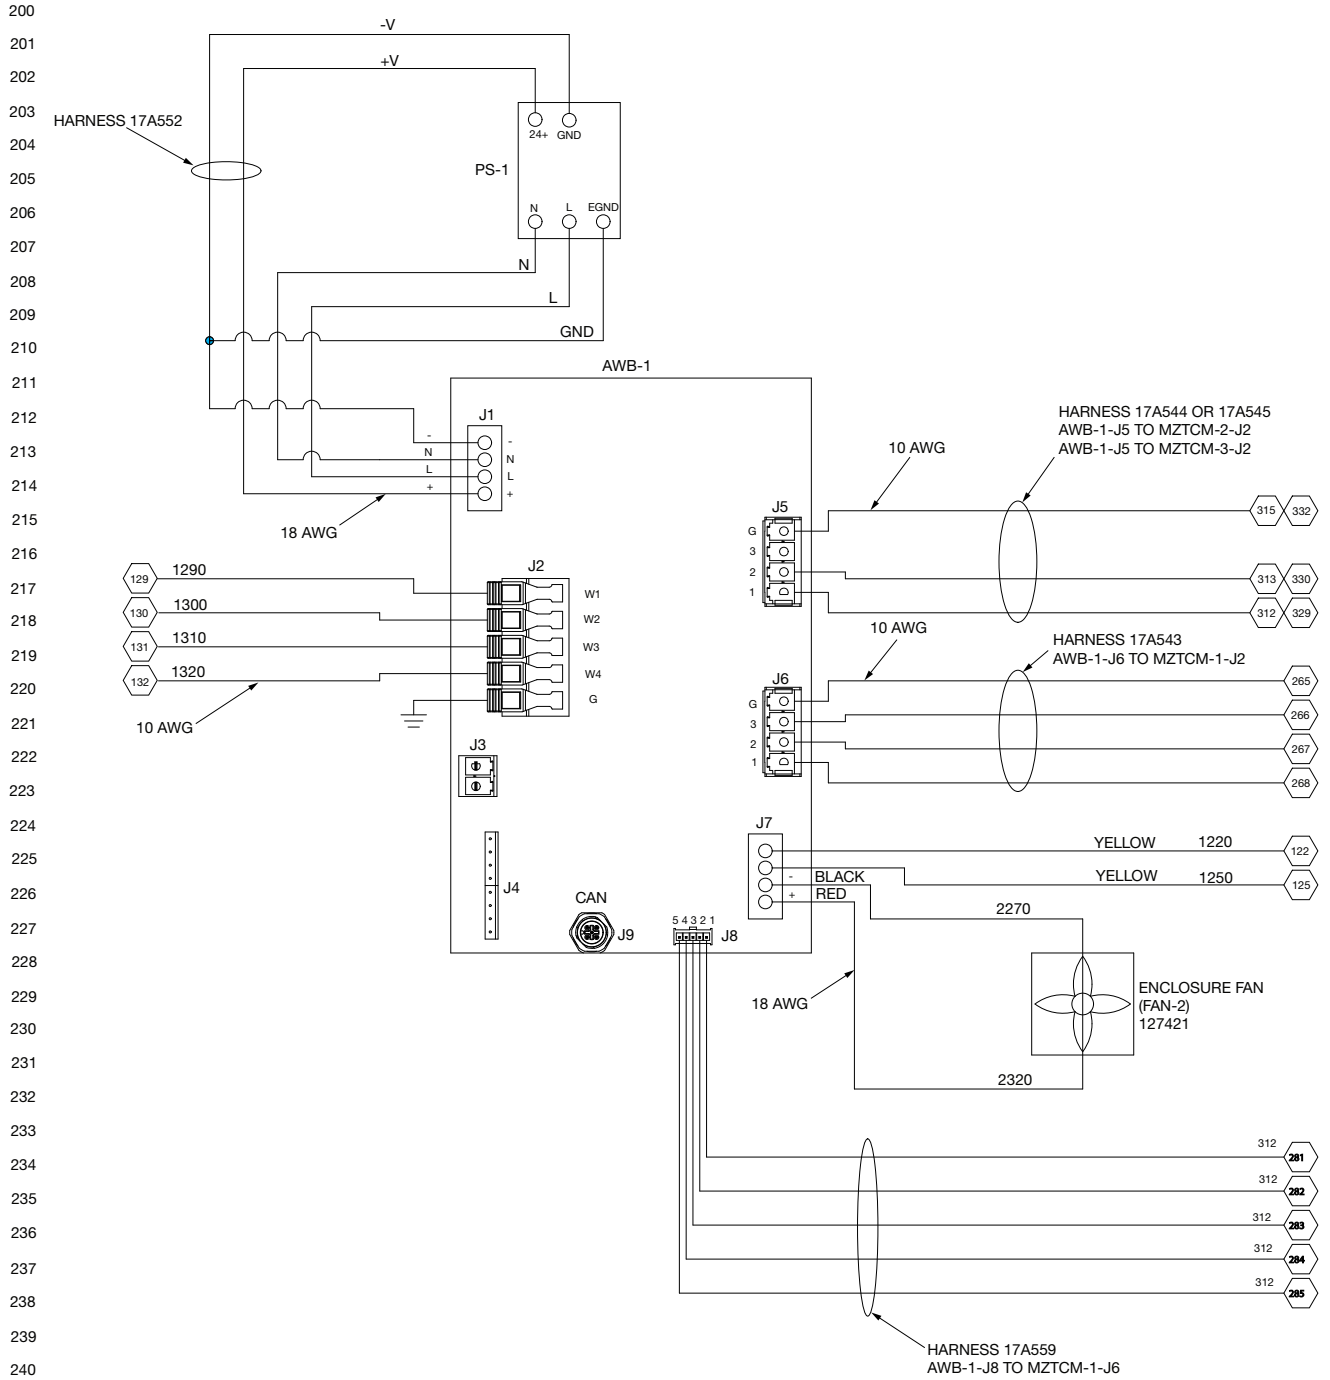 200
-V
201
+V
202
203
HARNESS 17A552
24+ GND
204
PS-1
205
N L EGND
206
207
N
208
L
209
GND
210
AWB-1
211
J1
212
HARNESS 17A544 OR 17A545
AWB-1-J5 TO MZTCM-2-J2
AWB-1-J5 TO MZTCM-3-J2
- -
213
N N
10 AWG
L L
214
+ +
18 AWG
J5
215
G
315 332
216
3
J2
129 1290
2
313 330
217
W1
1
312 329
130 1300
218
W2
10 AWG
131 1310
219
W3
HARNESS 17A543
AWB-1-J6 TO MZTCM-1-J2
132 1320
W4
J6
220
G
G
265
10 AWG
221
3
266
J3
2
267
222
1
268
223
224
J7
225
YELLOW 1220 122
J4
- BLACK
YELLOW 1250 125
226
+ RED
CAN
2270
227
J9
5 4 3 2 1
J8
228
229
18 AWG
ENCLOSURE FAN
(FAN-2)
127421
230
231
232
2320
233
234
312
281
235
312
282
236
312
283
237
312
284
238
312
285
239
HARNESS 17A559
AWB-1-J8 TO MZTCM-1-J6
240